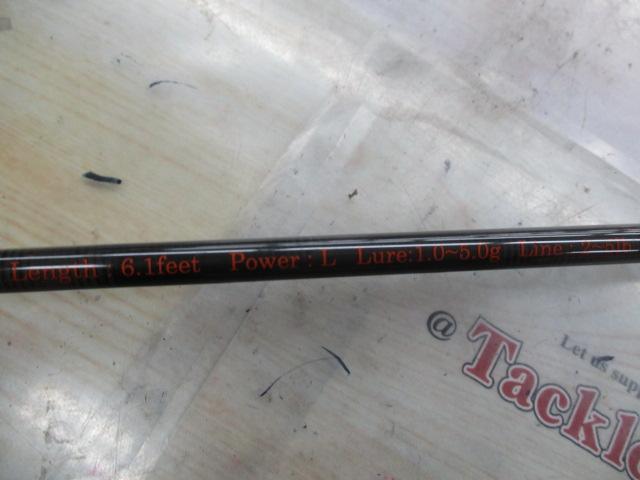 Length : 6.1feet Power : L Lure:1.0~5.0g Line :
Let us
@Tackle